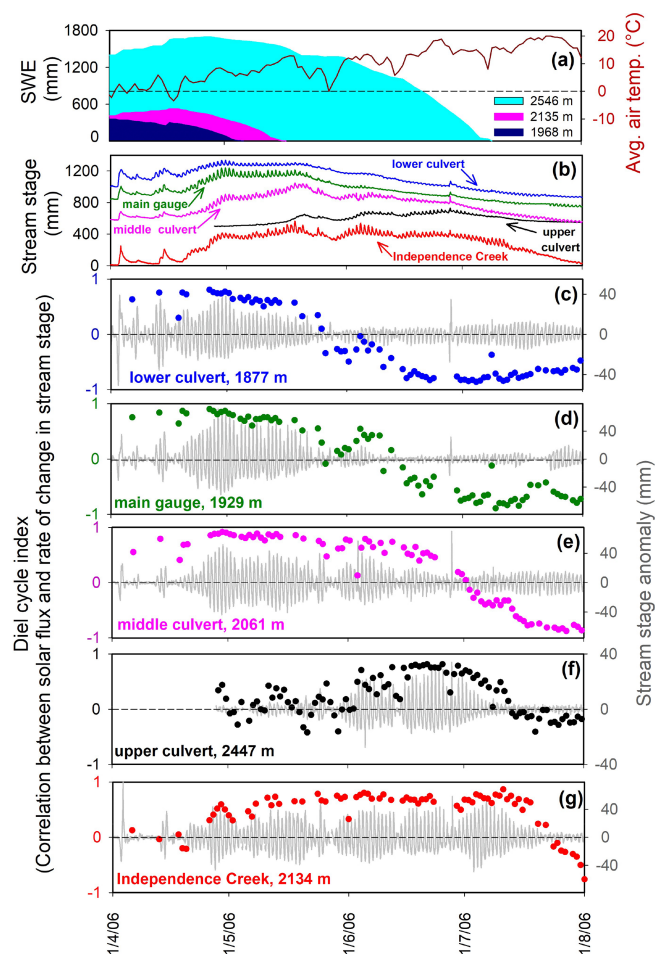 1800
1200
600
0
SWE
(mm)
(a)
2546 m
2135 m
1968 m
20
10
0
-10
Avg. air temp. (°C)
1200
800
400
0
Stream stage
(mm)
(b)
lower culvert
main gauge
middle culvert
upper
culvert
Independence Creek
1
0
-1
(c)
40
0
-40
lower culvert, 1877 m
1
0
-1
(d)
40
0
-40
main gauge, 1929 m
1
0
-1
(e)
40
0
-40
middle culvert, 2061 m
1
0
-1
(f)
40
0
-40
upper culvert, 2447 m
1
0
-1
(g)
40
0
-40
Independence Creek, 2134 m
Diel cycle index
(Correlation between solar flux and rate of change in stream stage)
Stream stage anomaly (mm)
1/4/06
1/5/06
1/6/06
1/7/06
1/8/06